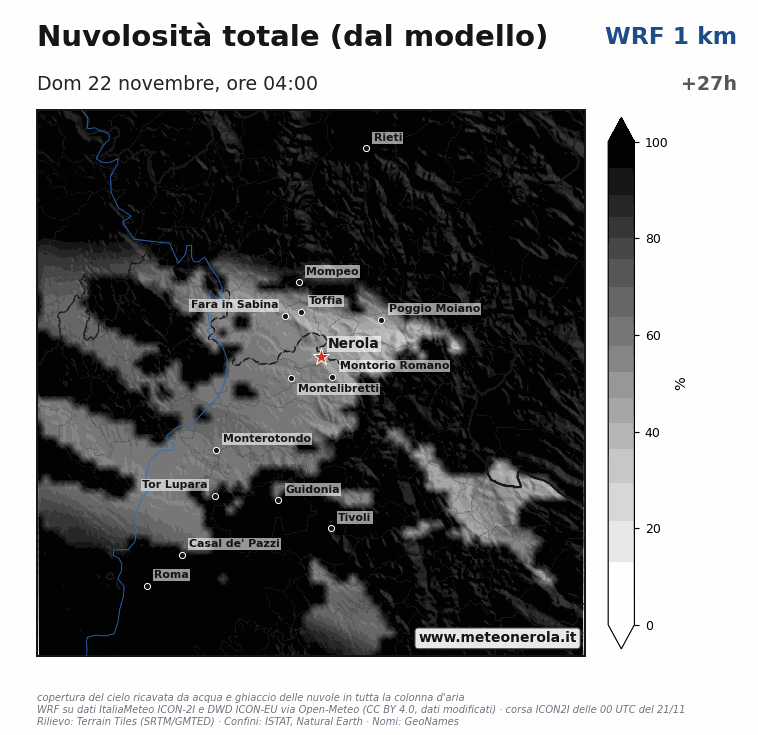 Nuvolosità totale (dal modello)
WRF 1 km
Dom 22 novembre, ore 04:00
+27h
Rieti
Mompeo
Fara in Sabina
Toffia
Poggio Moiano
Nerola
Montorio Romano
Montelibretti
Monterotondo
Tor Lupara
Guidonia
Tivoli
Casal de' Pazzi
Roma
www.meteonerola.it
100
80
60
40
20
0
%
copertura del cielo ricavata da acqua e ghiaccio delle nuvole in tutta la colonna d'aria
WRF su dati ItaliaMeteo ICON-2I e DWD ICON-EU via Open-Meteo (CC BY 4.0, dati modificati) · corsa ICON2I delle 00 UTC del 21/11
Rilievo: Terrain Tiles (SRTM/GMTED) · Confini: ISTAT, Natural Earth · Nomi: GeoNames